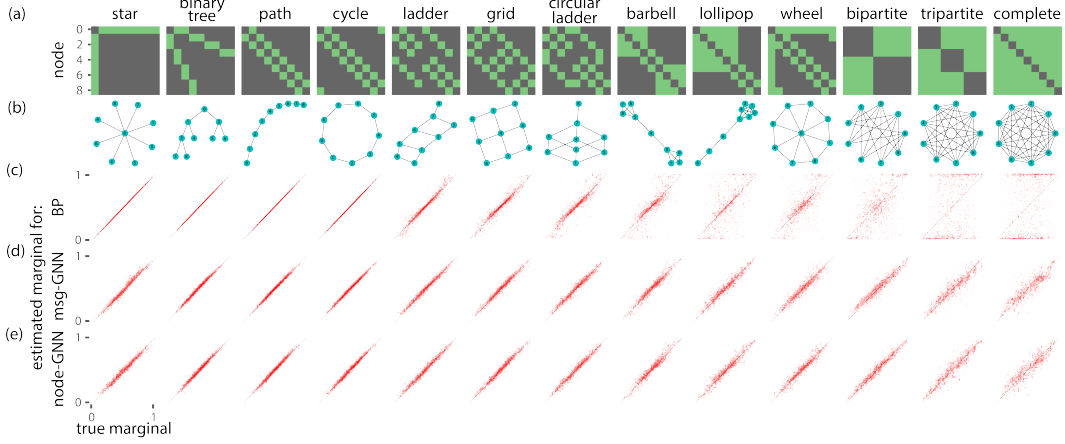 (a)
star
binary
tree
path
cycle
ladder
grid
circular
ladder
barbell
lollipop
wheel
bipartite
tripartite
complete
node
0
2
4
6
8
(b)
(c)
estimated marginal for:
BP
1
0
(d)
msg-GNN
1
0
(e)
node-GNN
1
0
0
1
true marginal